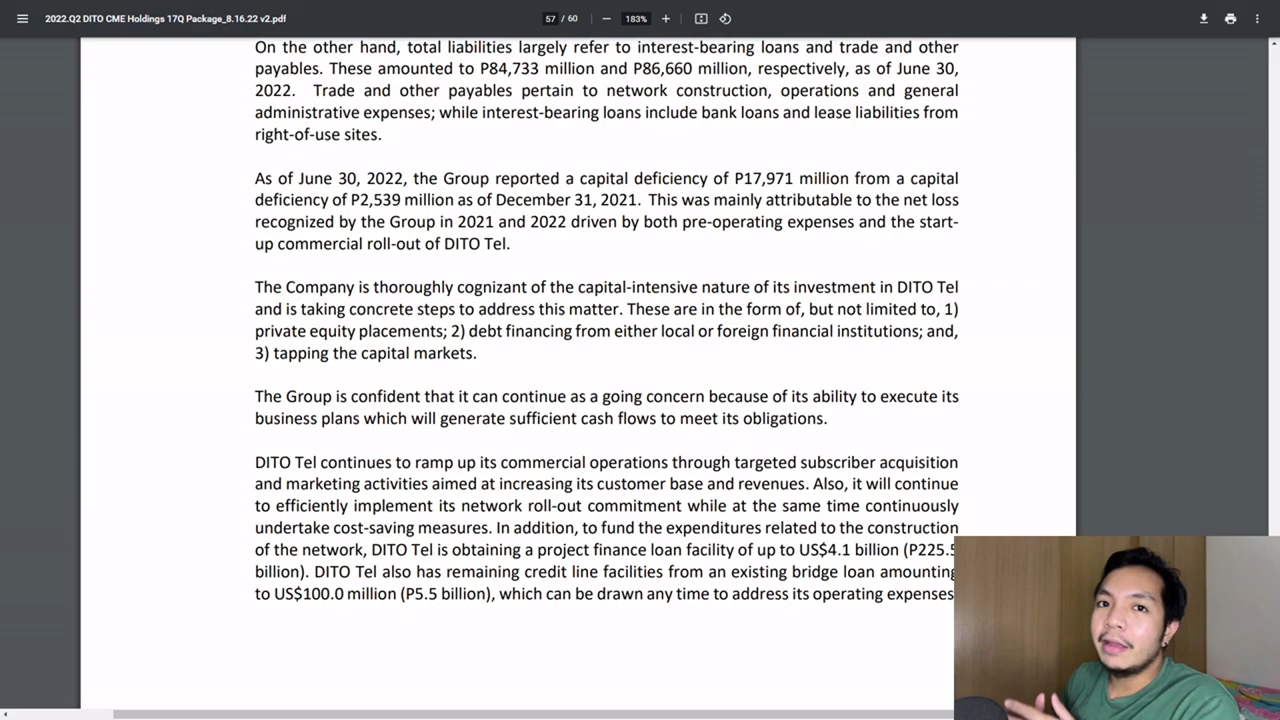 2022.Q2 DITO CME Holdings 17Q Package_8.16.22 v2.pdf
57 / 60
183%
On the other hand, total liabilities largely refer to interest-bearing loans and trade and other
payables. These amounted to P84,733 million and P86,660 million, respectively, as of June 30,
2022. Trade and other payables pertain to network construction, operations and general
administrative expenses; while interest-bearing loans include bank loans and lease liabilities from
right-of-use sites.
As of June 30, 2022, the Group reported a capital deficiency of P17,971 million from a capital
deficiency of P2,539 million as of December 31, 2021. This was mainly attributable to the net loss
recognized by the Group in 2021 and 2022 driven by both pre-operating expenses and the start-
up commercial roll-out of DITO Tel.
The Company is thoroughly cognizant of the capital-intensive nature of its investment in DITO Tel
and is taking concrete steps to address this matter. These are in the form of, but not limited to, 1)
private equity placements; 2) debt financing from either local or foreign financial institutions; and,
3) tapping the capital markets.
The Group is confident that it can continue as a going concern because of its ability to execute its
business plans which will generate sufficient cash flows to meet its obligations.
DITO Tel continues to ramp up its commercial operations through targeted subscriber acquisition
and marketing activities aimed at increasing its customer base and revenues. Also, it will continue
to efficiently implement its network roll-out commitment while at the same time continuously
undertake cost-saving measures. In addition, to fund the expenditures related to the construction
of the network, DITO Tel is obtaining a project finance loan facility of up to US$4.1 billion (P225.5
billion). DITO Tel also has remaining credit line facilities from an existing bridge loan amounting
to US$100.0 million (P5.5 billion), which can be drawn any time to address its operating expenses